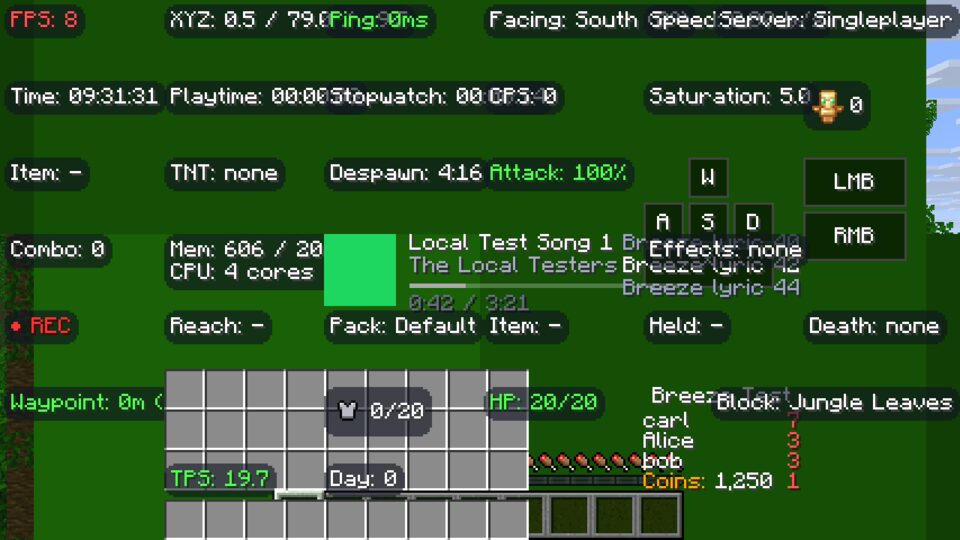 FPS: 8
XYZ: 0.5 / 79.0
Ping: 0ms
Facing: South
Speed
Server: Singleplayer
Time: 09:31:31
Playtime: 00:00
Stopwatch: 00:
CPS: 0
Saturation: 5.0
0
Item: -
TNT: none
Despawn: 4:16
Attack: 100%
W
LMB
A S D
RMB
Combo: 0
Mem: 606 / 20
CPU: 4 cores
Local Test Song 1
The Local Testers
0:42 / 3:21
Effects: none
Breeze lyric 42
Breeze lyric 44
REC
Reach: -
Pack: Default
Item: -
Held: -
Death: none
Waypoint: 0m (
0/20
HP: 20/20
Breeze Test
Block: Jungle Leaves
carl 7
Alice 3
bob 3
Coins: 1,250 1
TPS: 19.7
Day: 0